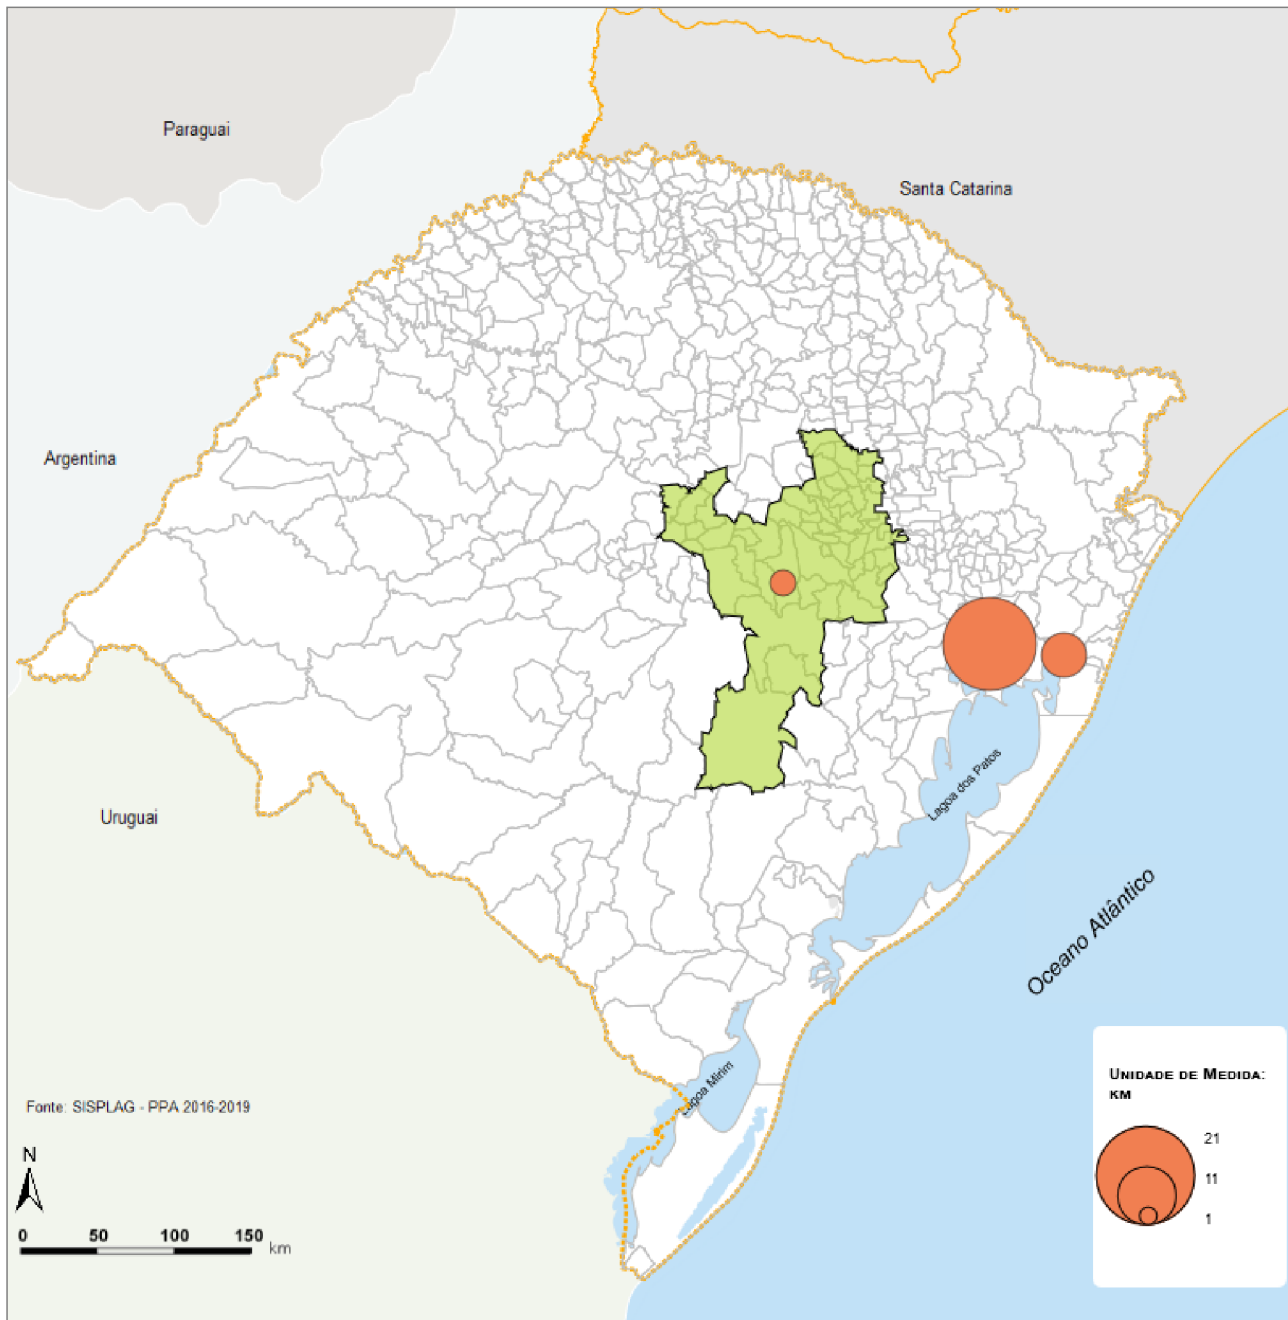 Paraguai
Santa Catarina
Argentina
Lagoa dos Patos
Uruguai
Oceano Atlântico
Lagoa Mirim
UNIDADE DE MEDIDA:
KM
21
11
1
Fonte: SISPLAG - PPA 2016-2019
N
0 50 100 150
km